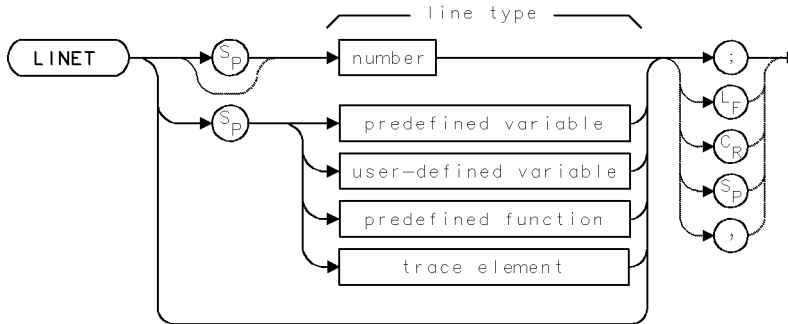 line type
LINET
SP
number
;
LF
SP
predefined variable
CR
user-defined variable
SP
predefined function
,
trace element